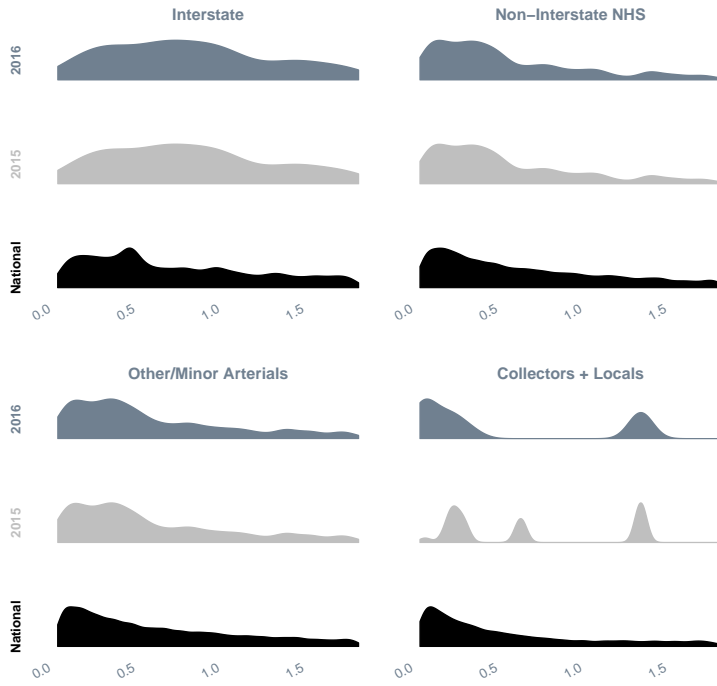 Interstate
2016
2015
National
0.0 0.5 1.0 1.5
Non−Interstate NHS
0.0 0.5 1.0 1.5
Other/Minor Arterials
2016
2015
National
0.0 0.5 1.0 1.5
Collectors + Locals
0.0 0.5 1.0 1.5